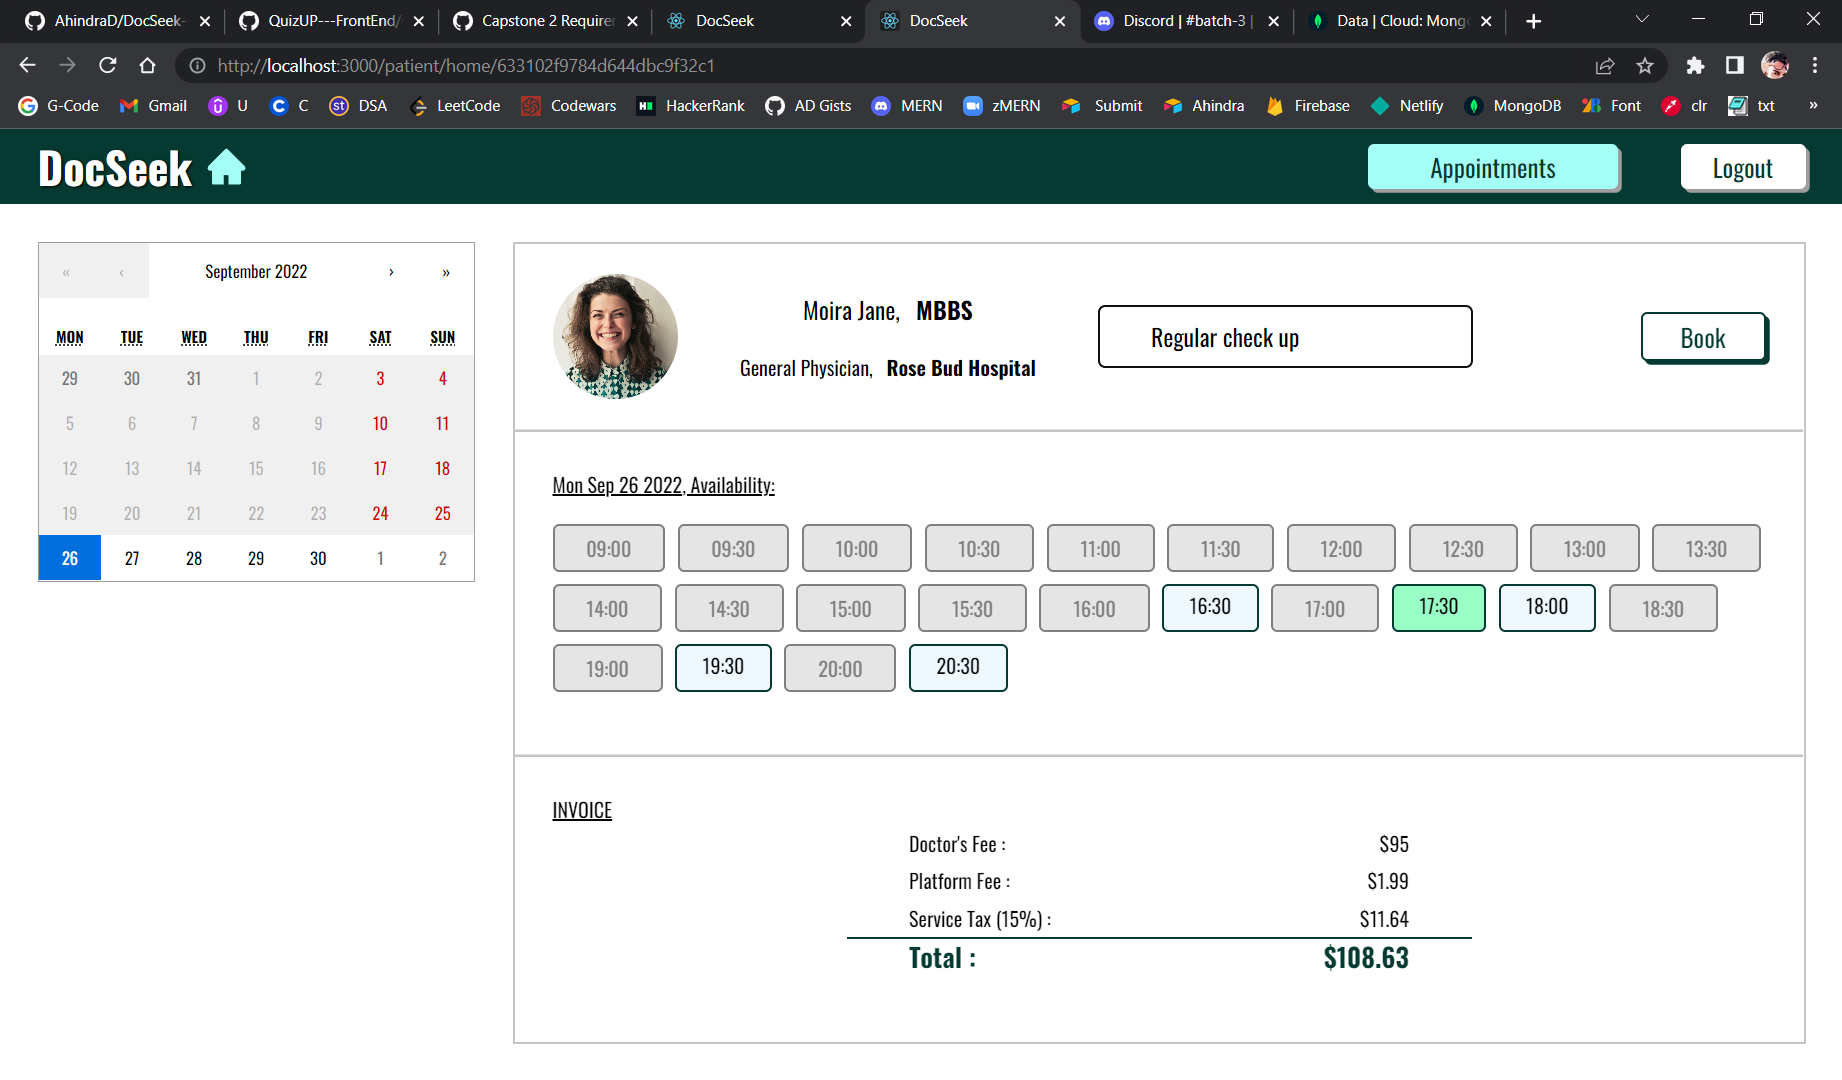 AhindraD/DocSeek-
QuizUP---FrontEnd/
Capstone 2 Requirer
DocSeek
DocSeek
Discord | #batch-3 |
Data | Cloud: Mong
http://localhost:3000/patient/home/633102f9784d644dbc9f32c1
G-Code Gmail U C DSA LeetCode Codewars HackerRank AD Gists MERN zMERN Submit Ahindra Firebase Netlify MongoDB Font clr txt »
DocSeek Appointments Logout
« ‹ September 2022 › »
MON TUE WED THU FRI SAT SUN
29 30 31 1 2 3 4
5 6 7 8 9 10 11
12 13 14 15 16 17 18
19 20 21 22 23 24 25
26 27 28 29 30 1 2
Moira Jane, MBBS
General Physician, Rose Bud Hospital
Regular check up
Book
Mon Sep 26 2022, Availability:
09:00 09:30 10:00 10:30 11:00 11:30 12:00 12:30 13:00 13:30
14:00 14:30 15:00 15:30 16:00 16:30 17:00 17:30 18:00 18:30
19:00 19:30 20:00 20:30
INVOICE
Doctor's Fee : $95
Platform Fee : $1.99
Service Tax (15%) : $11.64
Total : $108.63